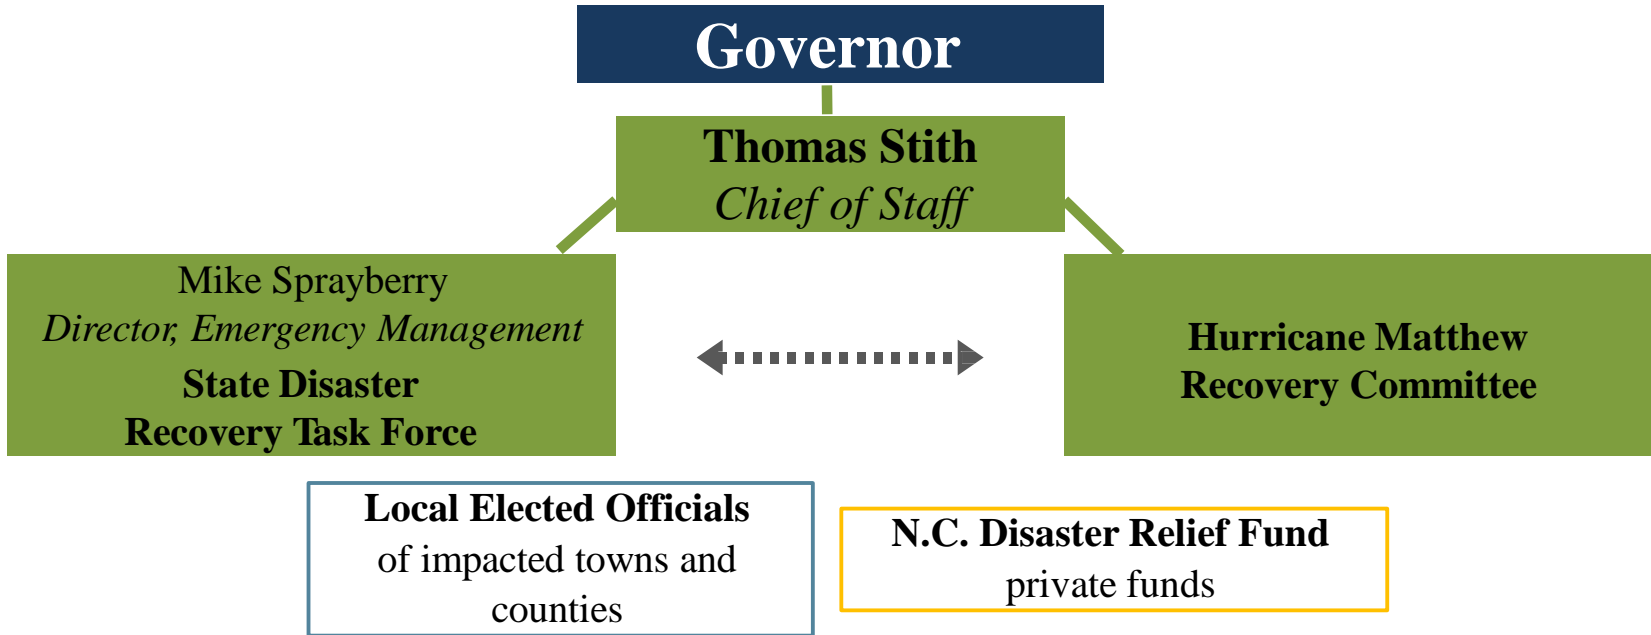 Governor
Thomas Stith
Chief of Staff
Mike Sprayberry
Director, Emergency Management
State Disaster
Recovery Task Force
Hurricane Matthew
Recovery Committee
Local Elected Officials
of impacted towns and
counties
N.C. Disaster Relief Fund
private funds